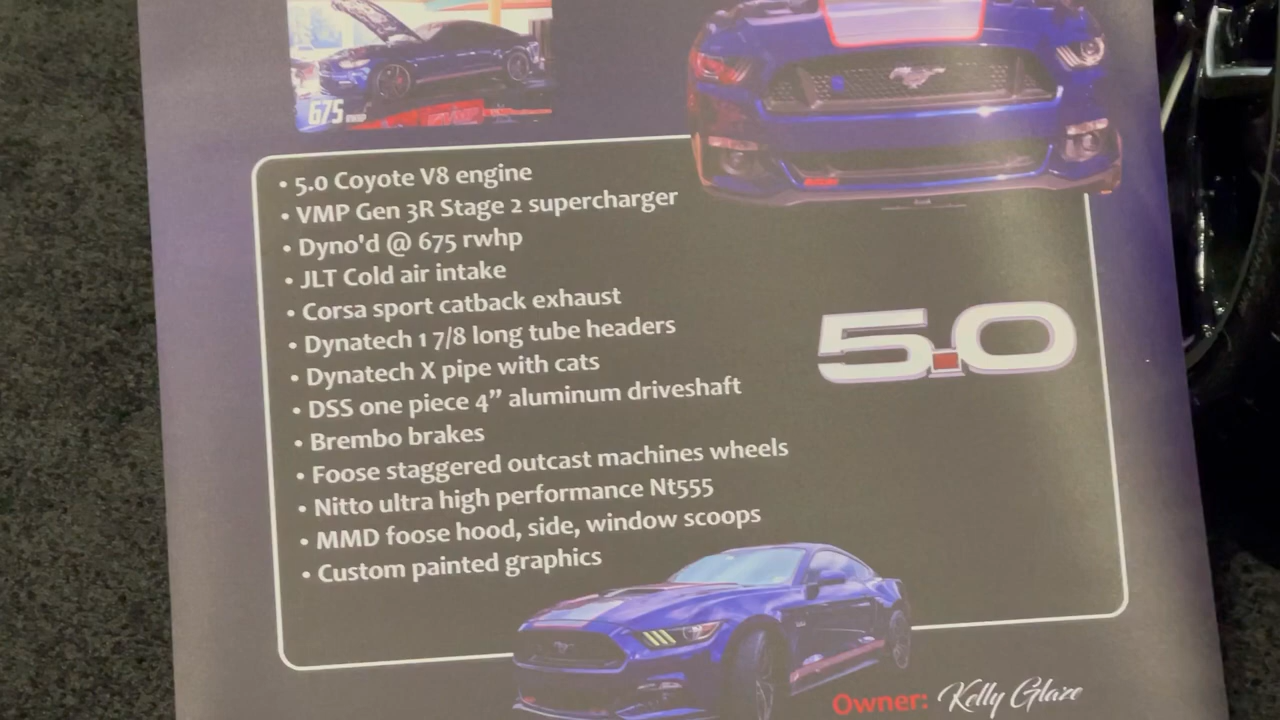 675 RWHP
• 5.0 Coyote V8 engine
• VMP Gen 3R Stage 2 supercharger
• Dyno'd @ 675 rwhp
• JLT Cold air intake
• Corsa sport catback exhaust
• Dynatech 1 7/8 long tube headers
• Dynatech X pipe with cats
• DSS one piece 4” aluminum driveshaft
• Brembo brakes
• Foose staggered outcast machines wheels
• Nitto ultra high performance Nt555
• MMD foose hood, side, window scoops
• Custom painted graphics
5.0
Owner: Kelly Glaze